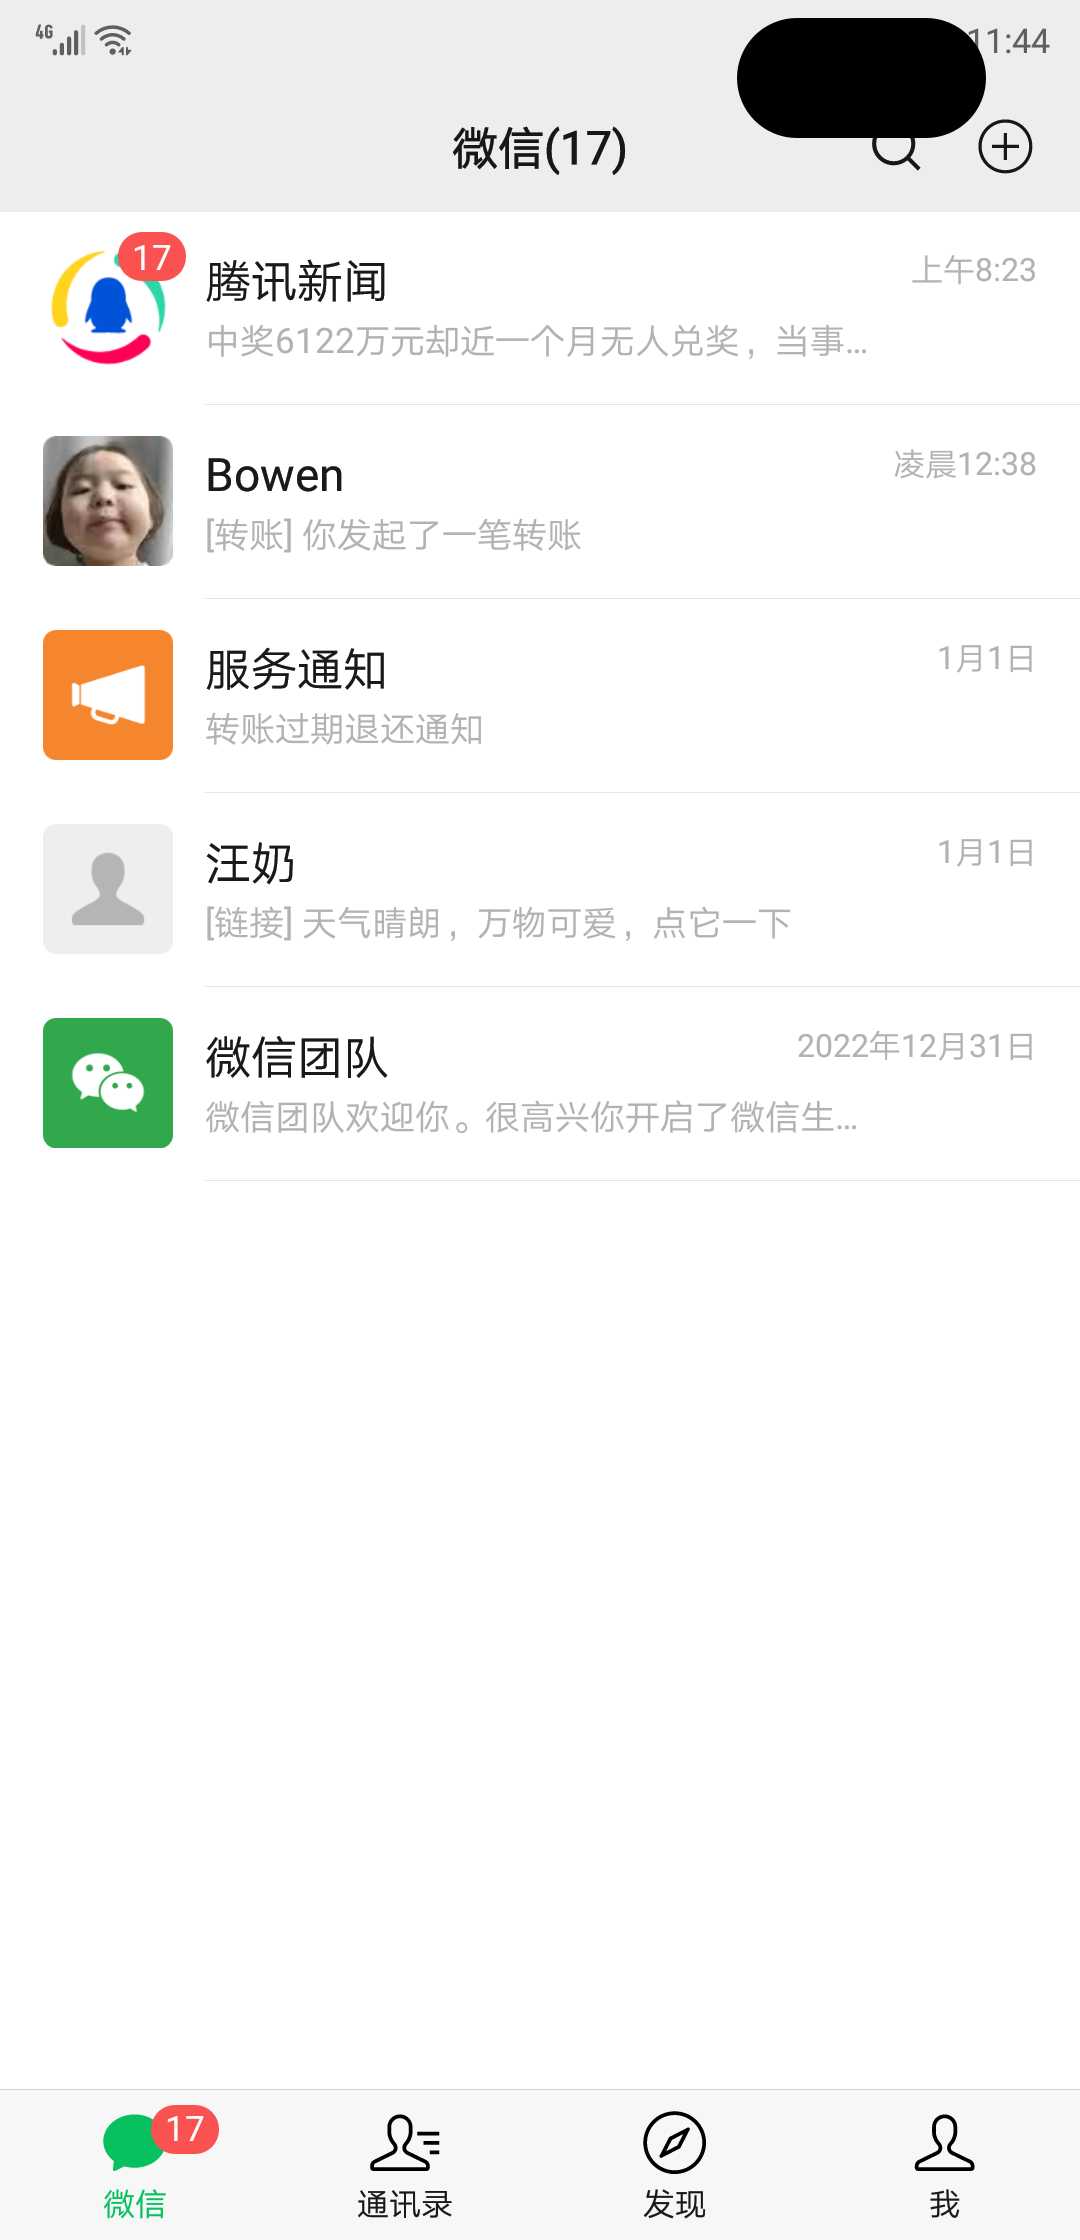 4G
11:44
微信(17)
17
腾讯新闻
上午8:23
中奖6122万元却近一个月无人兑奖，当事...
Bowen
凌晨12:38
[转账] 你发起了一笔转账
服务通知
1月1日
转账过期退还通知
汪奶
1月1日
[链接] 天气晴朗，万物可爱，点它一下
微信团队
2022年12月31日
微信团队欢迎你。很高兴你开启了微信生...
17
微信
通讯录
发现
我